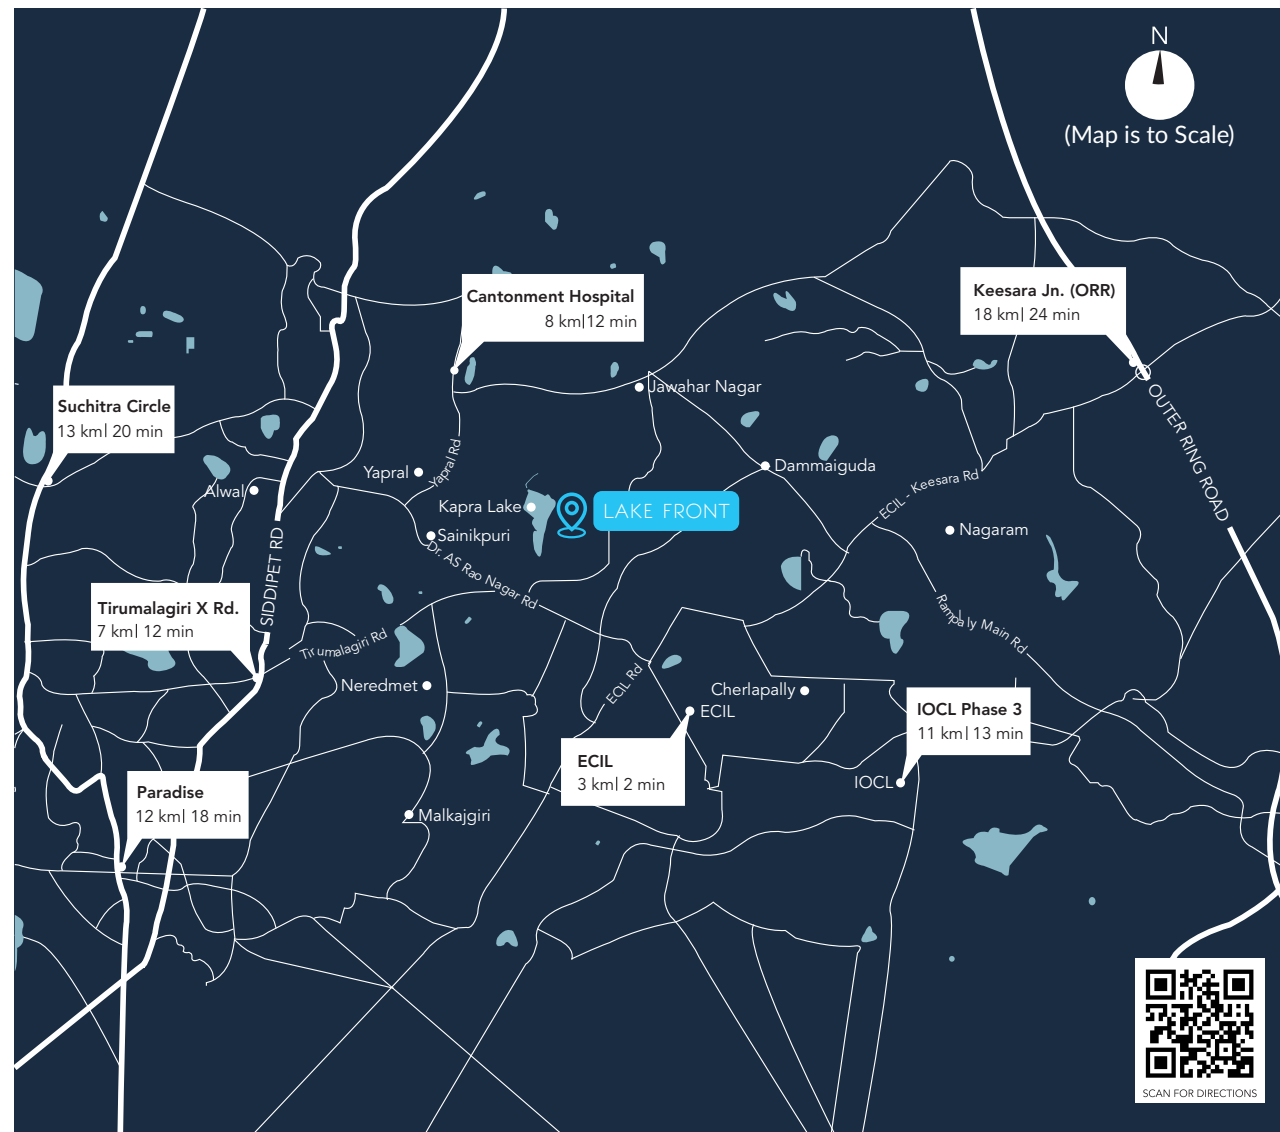 N
(Map is to Scale)
Cantonment Hospital
8 km|12 min
Keesara Jn. (ORR)
18 km| 24 min
Jawahar Nagar
OUTER RING ROAD
Suchitra Circle
13 km| 20 min
Yapral
Yapral Rd
Dammaiguda
ECIL - Keesara Rd
Alwal
Kapra Lake
LAKE FRONT
Sainikpuri
Nagaram
SIDDIPET RD
Dr. AS Rao Nagar Rd
Tirumalagiri X Rd.
7 km| 12 min
Rampally Main Rd
Tirumalagiri Rd
Neredmet
ECIL Rd
Cherlapally
ECIL
IOCL Phase 3
11 km| 13 min
ECIL
3 km| 2 min
IOCL
Paradise
12 km| 18 min
Malkajgiri
SCAN FOR DIRECTIONS